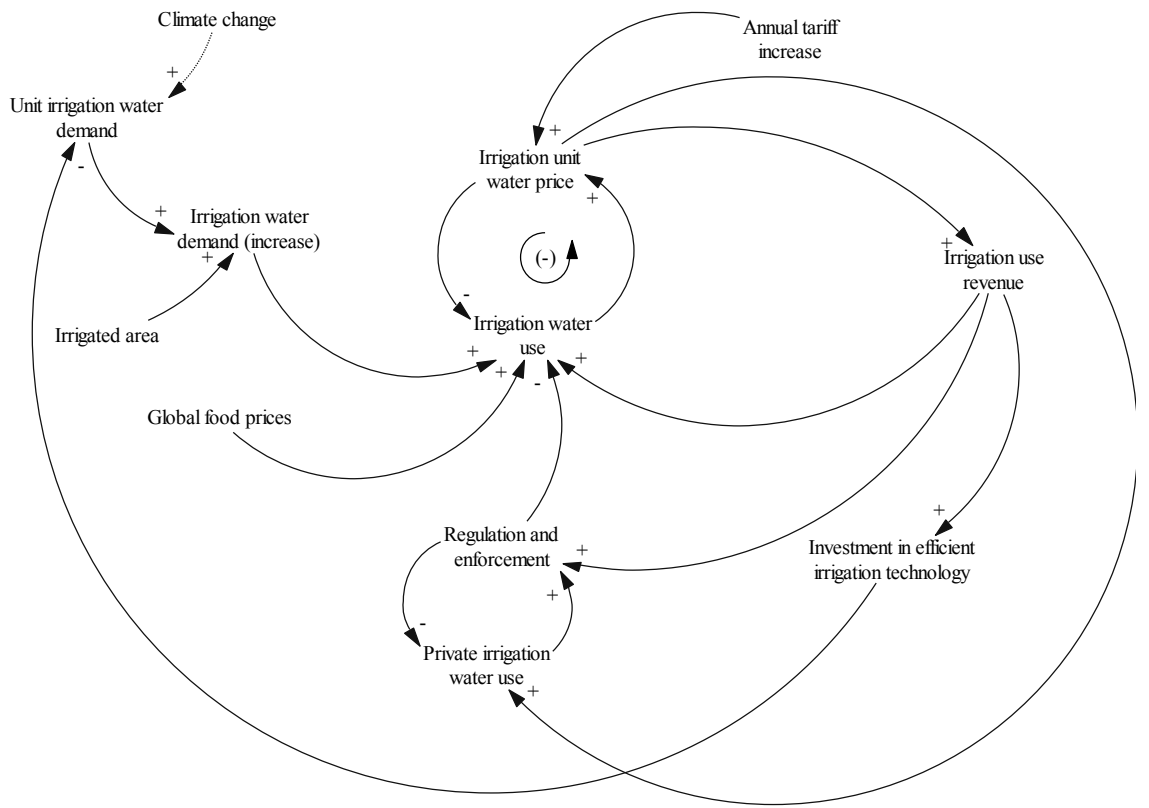 Climate change
Annual tariff
increase
+
Unit irrigation water
demand
-
+
Irrigation unit
water price
+
Irrigation water
demand (increase)
+
+
(-)
+
Irrigation use
revenue
-
Irrigation water
use
Irrigated area
+
+
-
+
Global food prices
+
Regulation and
enforcement
+
Investment in efficient
irrigation technology
+
-
Private irrigation
water use
+